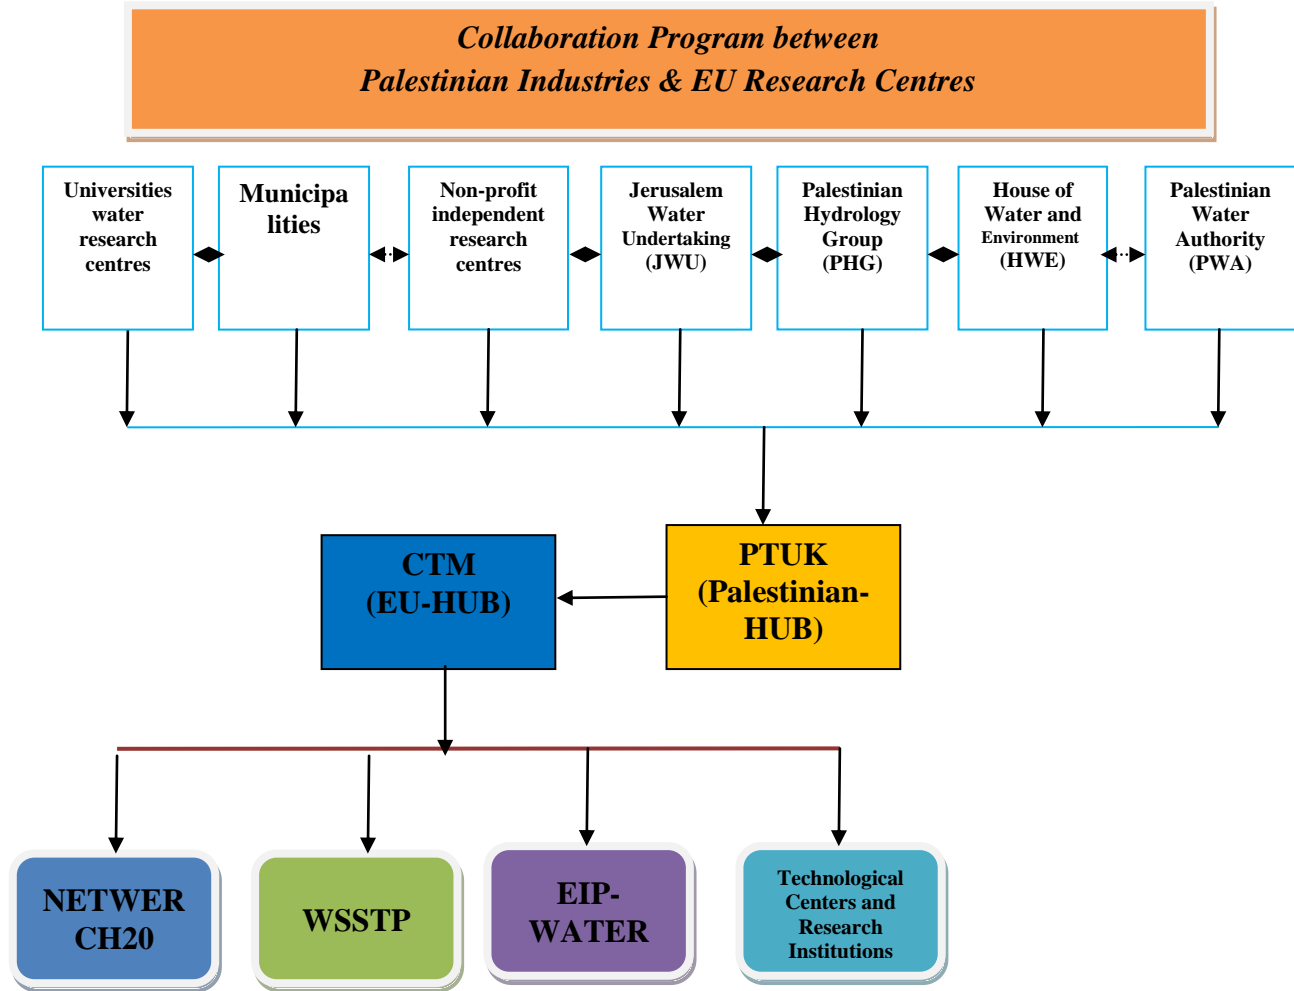 Collaboration Program between
Palestinian Industries & EU Research Centres
Universities
water
research
centres
Municipa
lities
Non-profit
independent
research
centres
Jerusalem
Water
Undertaking
(JWU)
Palestinian
Hydrology
Group
(PHG)
House of
Water and
Environment
(HWE)
Palestinian
Water
Authority
(PWA)
CTM
(EU-HUB)
PTUK
(Palestinian-
HUB)
NETWER
CH20
WSSTP
EIP-
WATER
Technological
Centers and
Research
Institutions